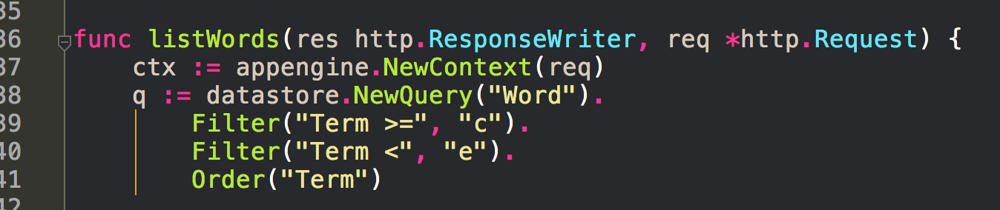 35
36 func listWords(res http.ResponseWriter, req *http.Request) {
37 ctx := appengine.NewContext(req)
38 q := datastore.NewQuery("Word").
39 Filter("Term >=", "c").
40 Filter("Term <", "e").
41 Order("Term")
42